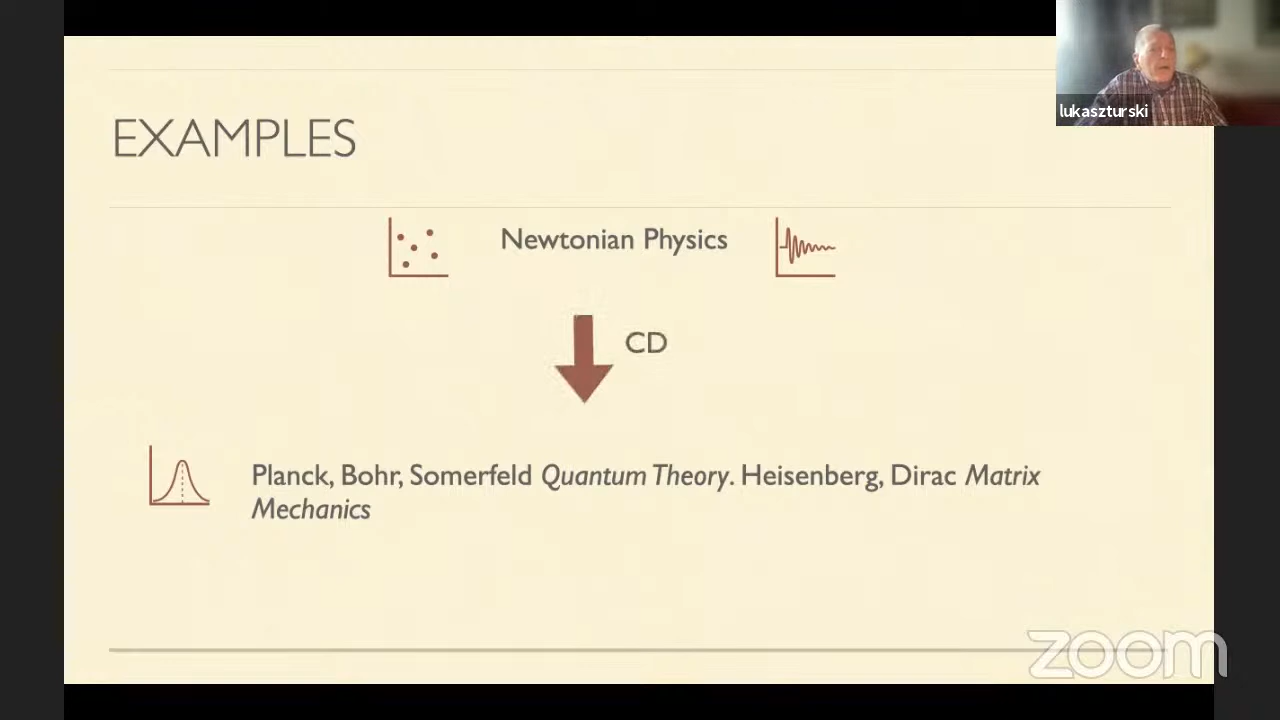 lukaszturski
EXAMPLES
Newtonian Physics
CD
Planck, Bohr, Somerfeld Quantum Theory. Heisenberg, Dirac Matrix
Mechanics
zoom